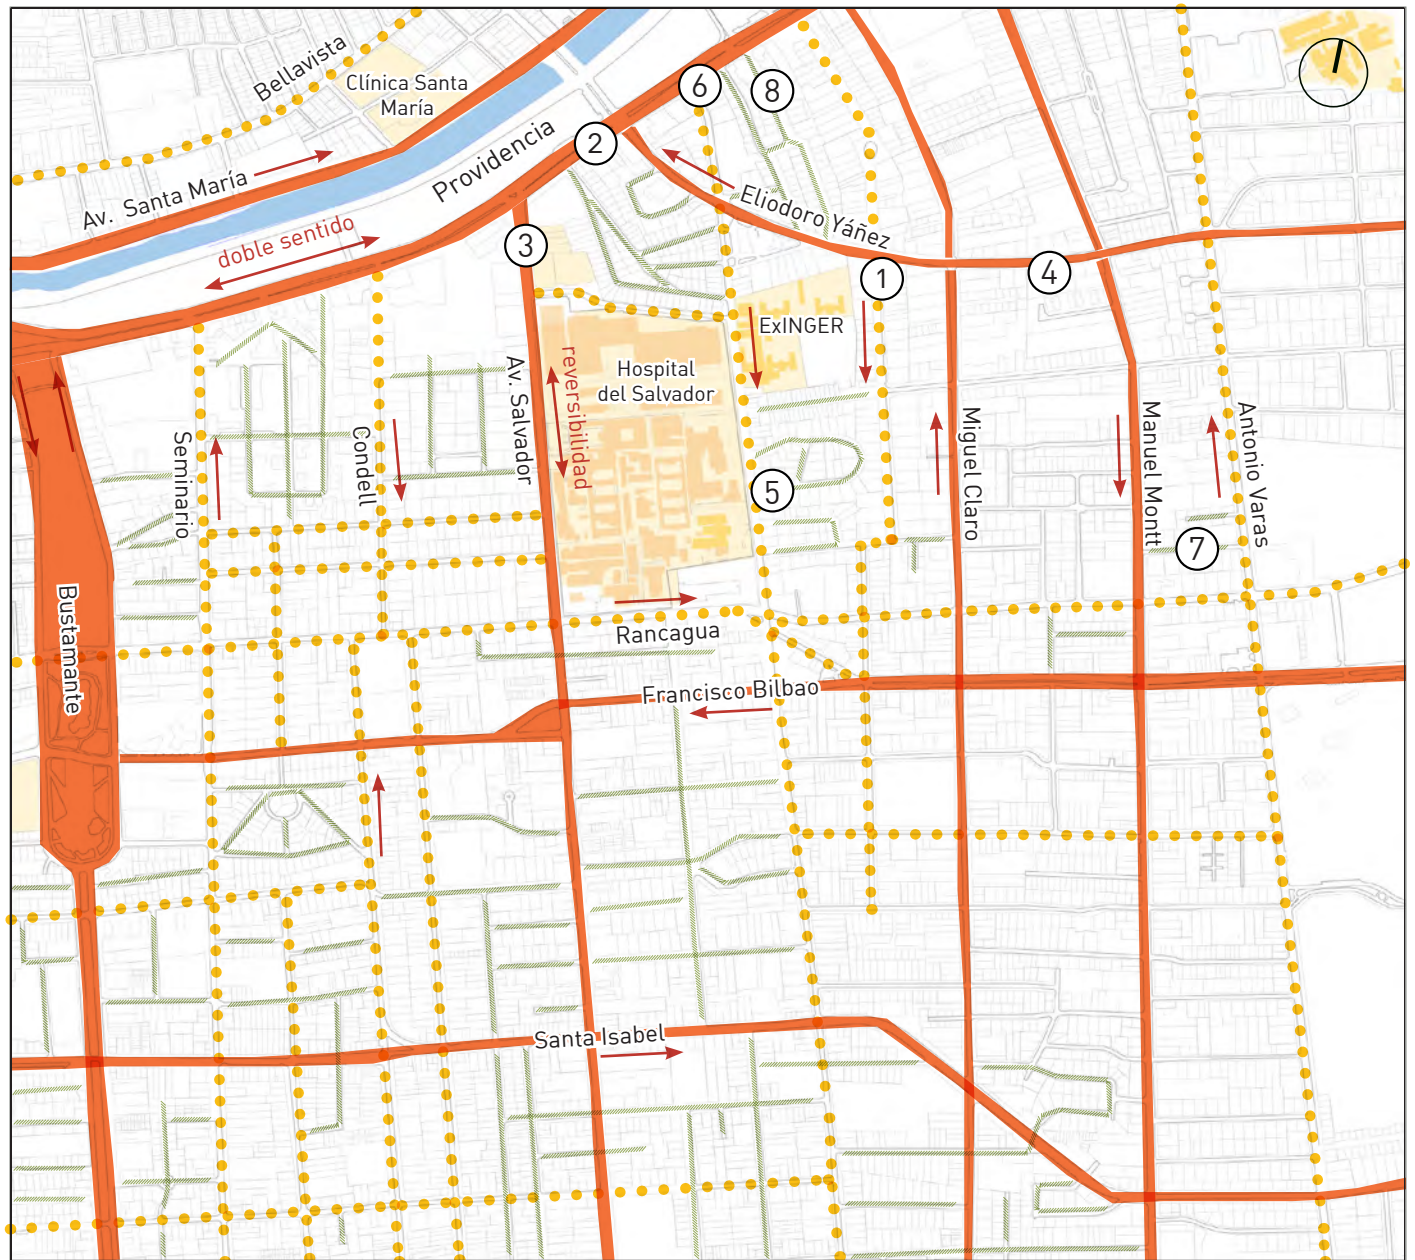 Bellavista
Clínica Santa
María
6
8
2
Providencia
Av. Santa María
Eliodoro Yáñez
doble sentido
3
1
4
ExINGER
reversibilidad
Hospital
del Salvador
Av. Salvador
Seminario
Condell
Miguel Claro
Manuel Montt
Antonio Varas
5
7
Bustamante
Rancagua
Francisco Bilbao
Santa Isabel